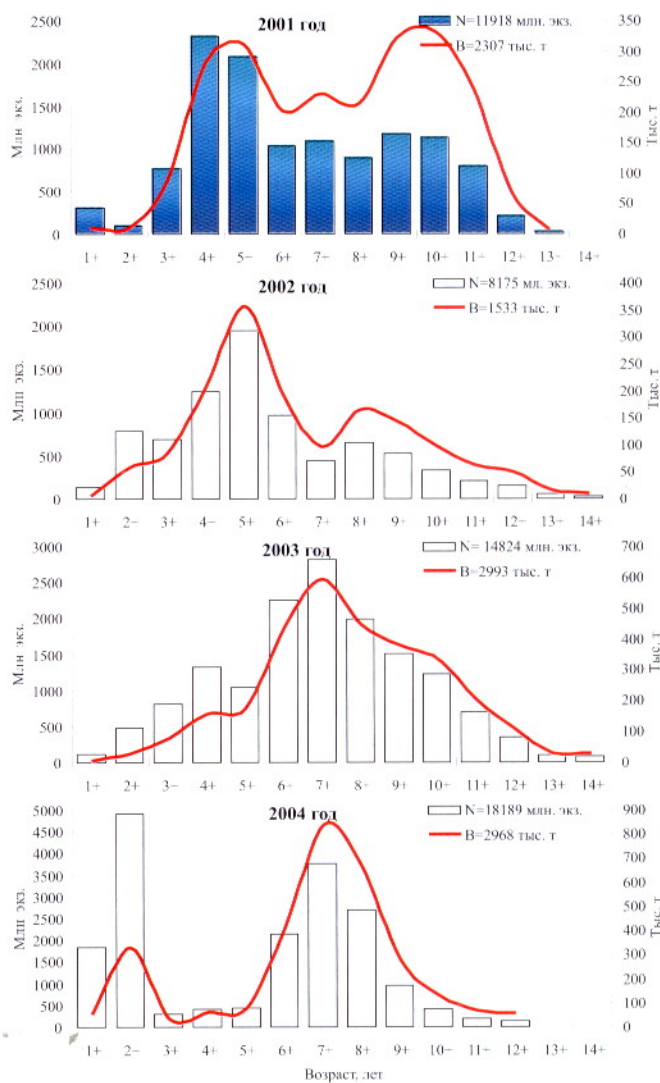 2001 год
N=11918 млн. экз.
B=2307 тыс. т
Млн экз.
2500
2000
1500
1000
500
0
350
300
250
200
150
100
50
0
Тыс. т
1+ 2+ 3+ 4+ 5− 6+ 7+ 8+ 9+ 10+ 11+ 12+ 13− 14+
2002 год
N=8175 мл. экз.
B=1533 тыс. т
Млн экз.
2500
2000
1500
1000
500
0
400
350
300
250
200
150
100
50
0
Тыс. т
1+ 2− 3+ 4− 5+ 6+ 7+ 8+ 9+ 10+ 11+ 12− 13+ 14+
2003 год
N= 14824 млн. экз.
B=2993 тыс. т
Млн экз.
3000
2500
2000
1500
1000
500
0
700
600
500
400
300
200
100
0
Тыс. т
1+ 2+ 3− 4+ 5+ 6+ 7+ 8+ 9+ 10+ 11+ 12+ 13+ 14+
2004 год
N=18189 млн. экз.
B=2968 тыс. т
Млн экз.
5000
4500
4000
3500
3000
2500
2000
1500
1000
500
0
900
800
700
600
500
400
300
200
100
0
Тыс. т
1+ 2− 3+ 4+ 5+ 6+ 7+ 8+ 9+ 10− 11+ 12+ 13+ 14+
Возраст, лет